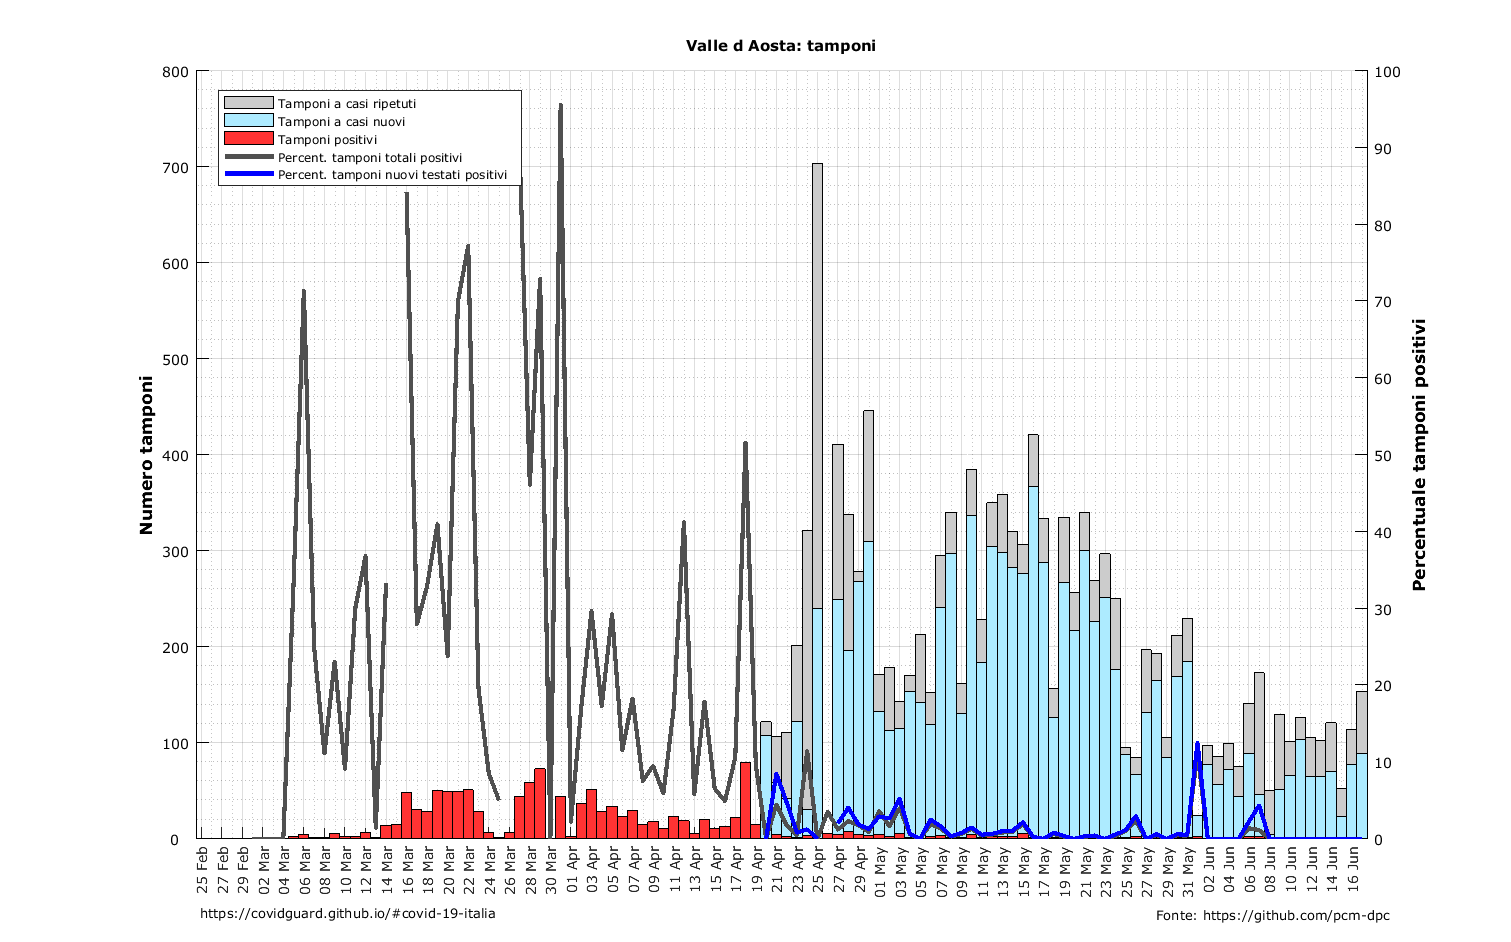 Valle d Aosta: tamponi
Tamponi a casi ripetuti
Tamponi a casi nuovi
Tamponi positivi
Percent. tamponi totali positivi
Percent. tamponi nuovi testati positivi
Numero tamponi
800
700
600
500
400
300
200
100
0
Percentuale tamponi positivi
100
90
80
70
60
50
40
30
20
10
0
25 Feb
27 Feb
29 Feb
02 Mar
04 Mar
06 Mar
08 Mar
10 Mar
12 Mar
14 Mar
16 Mar
18 Mar
20 Mar
22 Mar
24 Mar
26 Mar
28 Mar
30 Mar
01 Apr
03 Apr
05 Apr
07 Apr
09 Apr
11 Apr
13 Apr
15 Apr
17 Apr
19 Apr
21 Apr
23 Apr
25 Apr
27 Apr
29 Apr
01 May
03 May
05 May
07 May
09 May
11 May
13 May
15 May
17 May
19 May
21 May
23 May
25 May
27 May
29 May
31 May
02 Jun
04 Jun
06 Jun
08 Jun
10 Jun
12 Jun
14 Jun
16 Jun
https://covidguard.github.io/#covid-19-italia
Fonte: https://github.com/pcm-dpc